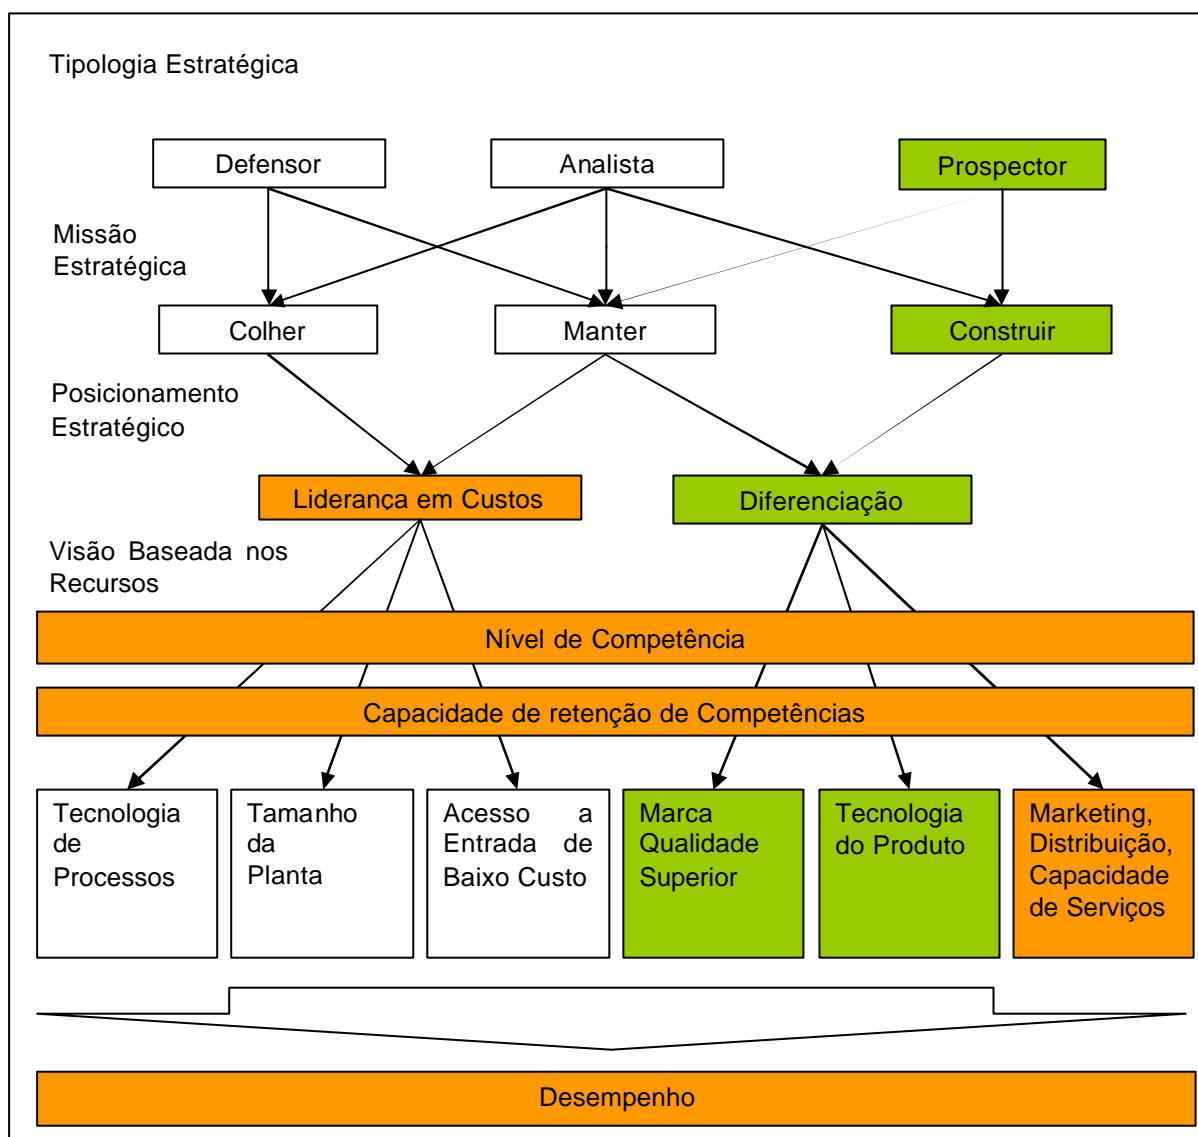 Tipologia Estratégica
Defensor
Analista
Prospector
Missão
Estratégica
Colher
Manter
Construir
Posicionamento
Estratégico
Liderança em Custos
Diferenciação
Visão Baseada nos
Recursos
Nível de Competência
Capacidade de retenção de Competências
Tecnologia
de
Processos
Tamanho
da
Planta
Acesso a
Entrada de
Baixo Custo
Marca
Qualidade
Superior
Tecnologia
do Produto
Marketing,
Distribuição,
Capacidade
de Serviços
Desempenho